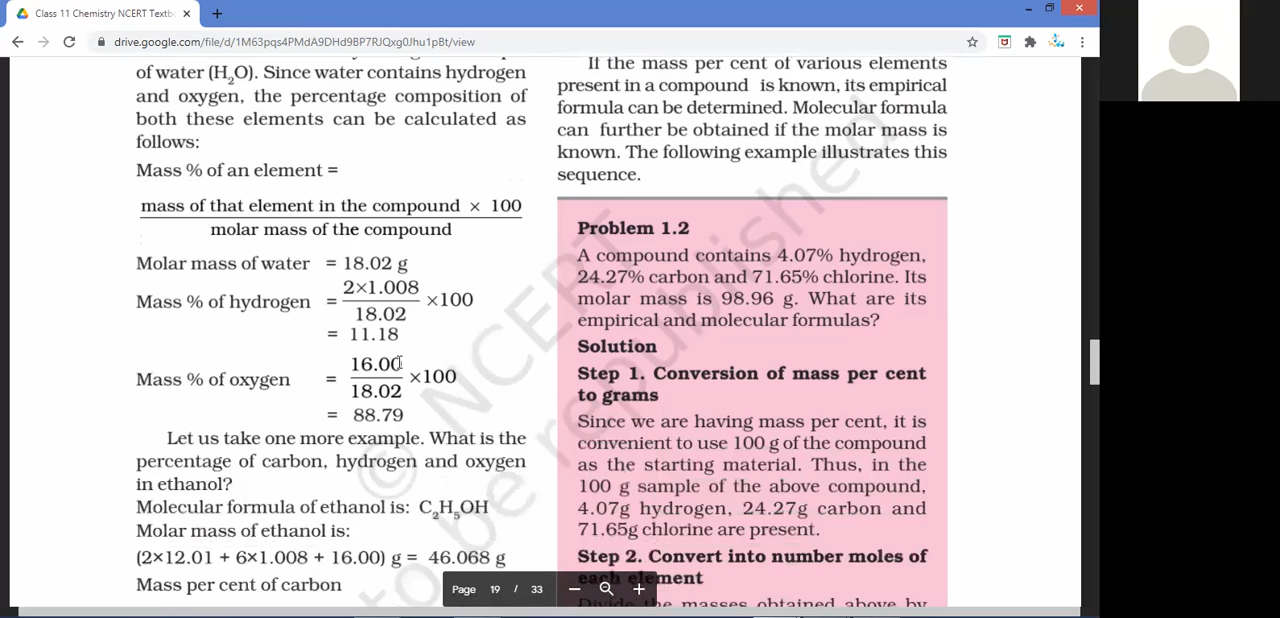 Class 11 Chemistry NCERT Textb
drive.google.com/file/d/1M63pqs4PMdA9DHd9BP7RJQxg0Jhu1pBt/view
of water (H₂O). Since water contains hydrogen
and oxygen, the percentage composition of
both these elements can be calculated as
follows:
Mass % of an element =
mass of that element in the compound × 100
molar mass of the compound
Molar mass of water = 18.02 g
Mass % of hydrogen = 2×1.008 ×100
18.02
= 11.18
Mass % of oxygen = 16.00 ×100
18.02
= 88.79
Let us take one more example. What is the
percentage of carbon, hydrogen and oxygen
in ethanol?
Molecular formula of ethanol is: C₂H₅OH
Molar mass of ethanol is:
(2×12.01 + 6×1.008 + 16.00) g = 46.068 g
Mass per cent of carbon
If the mass per cent of various elements
present in a compound is known, its empirical
formula can be determined. Molecular formula
can further be obtained if the molar mass is
known. The following example illustrates this
sequence.
Problem 1.2
A compound contains 4.07% hydrogen,
24.27% carbon and 71.65% chlorine. Its
molar mass is 98.96 g. What are its
empirical and molecular formulas?
Solution
Step 1. Conversion of mass per cent
to grams
Since we are having mass per cent, it is
convenient to use 100 g of the compound
as the starting material. Thus, in the
100 g sample of the above compound,
4.07g hydrogen, 24.27g carbon and
71.65g chlorine are present.
Step 2. Convert into number moles of
each element
Divide the masses obtained above by
© NCERT
to be republished
Page 19 / 33